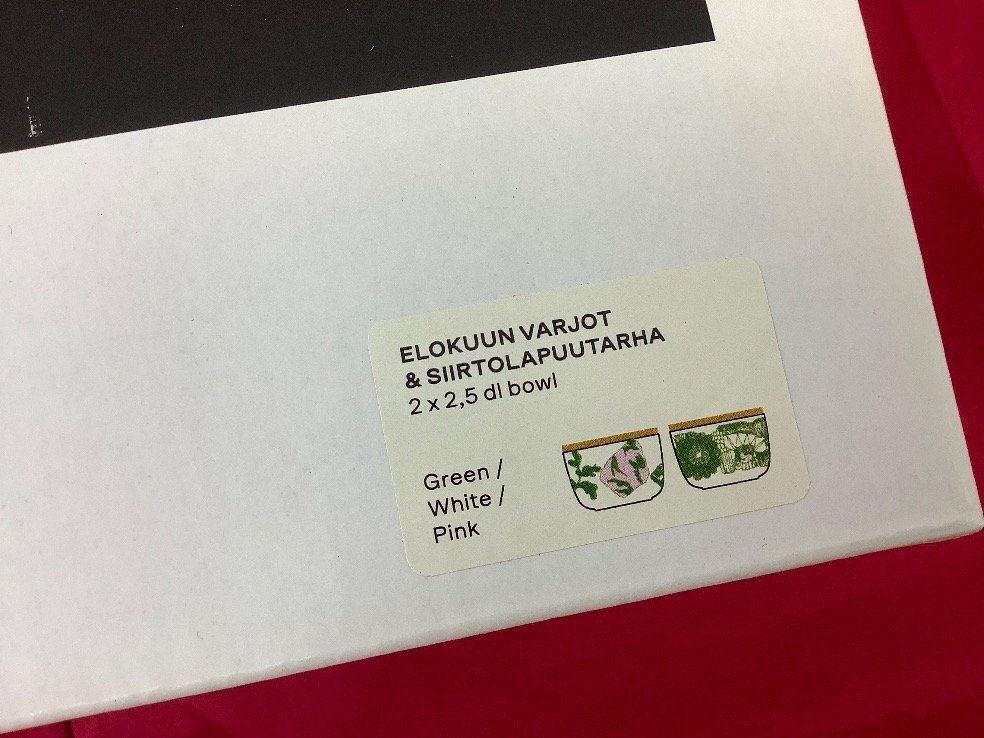 ELOKUUN VARJOT
& SIIRTOLAPUUTARHA
2 x 2,5 dl bowl
Green /
White /
Pink